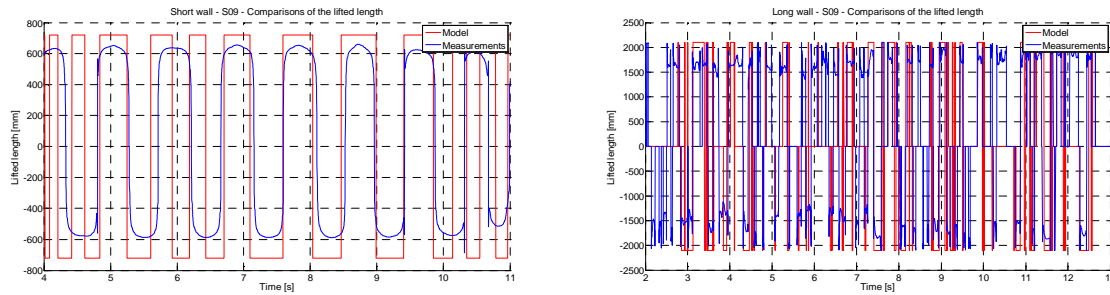 Short wall - S09 - Comparisons of the lifted length
800
600
400
200
0
-200
-400
-600
-800
Lifted length [mm]
4 5 6 7 8 9 10 11
Time [s]
Model
Measurements
Long wall - S09 - Comparisons of the lifted length
2500
2000
1500
1000
500
0
-500
-1000
-1500
-2000
-2500
Lifted length [mm]
2 3 4 5 6 7 8 9 10 11 12 13
Time [s]
Model
Measurements